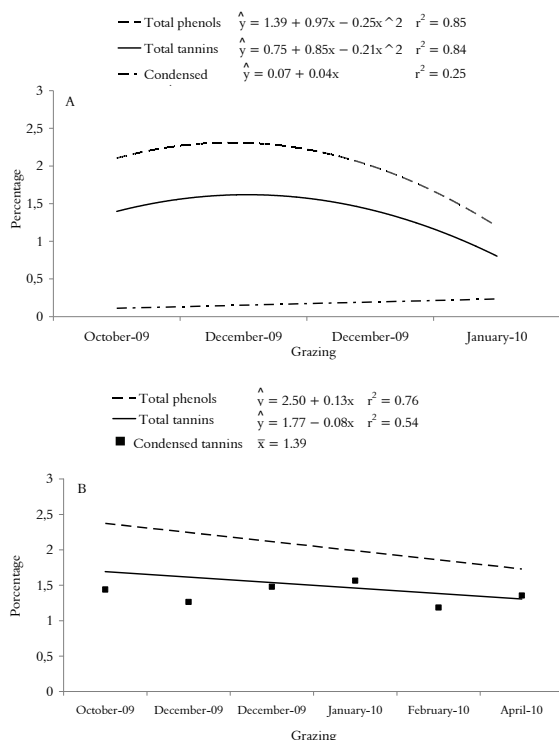 Total phenols ŷ = 1.39 + 0.97x − 0.25x^2 r² = 0.85
Total tannins ŷ = 0.75 + 0.85x − 0.21x^2 r² = 0.84
Condensed ŷ = 0.07 + 0.04x r² = 0.25
A
3
2,5
2
1,5
1
0,5
0
Percentage
October-09 December-09 December-09 January-10
Grazing
Total phenols ŷ = 2.50 + 0.13x r² = 0.76
Total tannins ŷ = 1.77 − 0.08x r² = 0.54
Condensed tannins x̅ = 1.39
B
3
2,5
2
1,5
1
0,5
0
Porcentage
October-09 December-09 December-09 January-10 February-10 April-10
Grazing